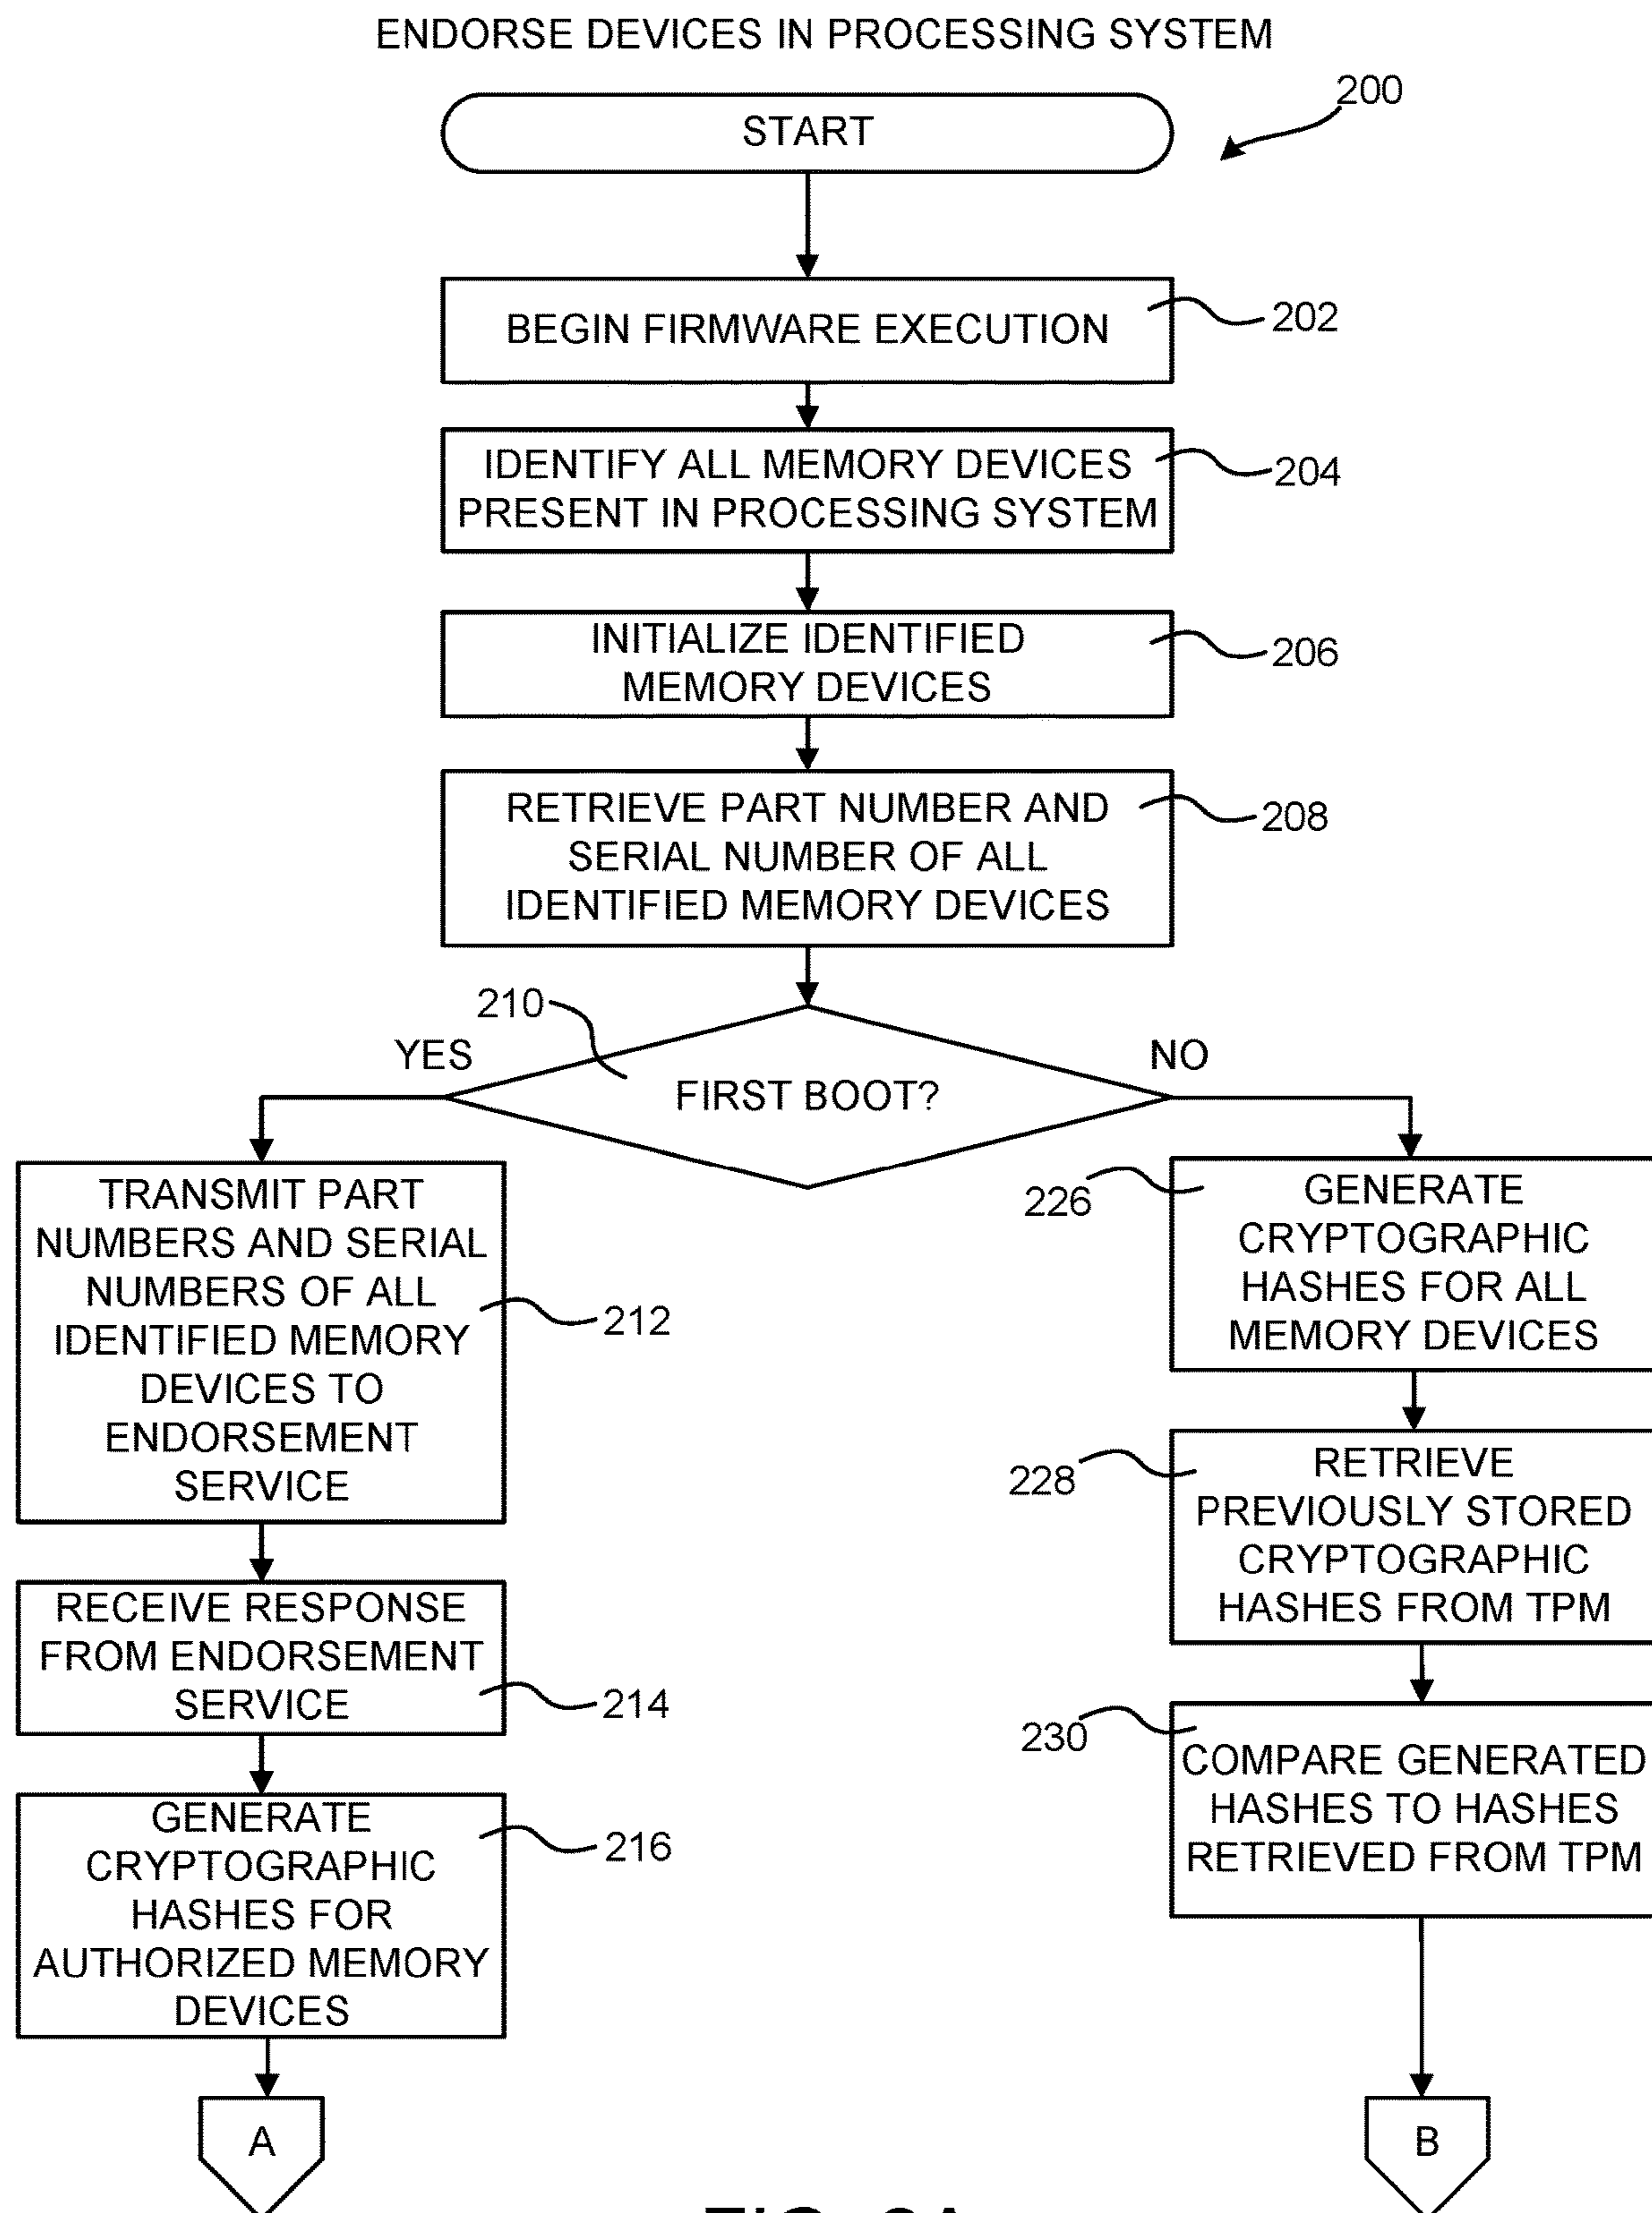 ENDORSE DEVICES IN PROCESSING SYSTEM
200
START
BEGIN FIRMWARE EXECUTION
202
IDENTIFY ALL MEMORY DEVICES
PRESENT IN PROCESSING SYSTEM
204
INITIALIZE IDENTIFIED
MEMORY DEVICES
206
RETRIEVE PART NUMBER AND
SERIAL NUMBER OF ALL
IDENTIFIED MEMORY DEVICES
208
210
YES
FIRST BOOT?
NO
TRANSMIT PART
NUMBERS AND SERIAL
NUMBERS OF ALL
IDENTIFIED MEMORY
DEVICES TO
ENDORSEMENT
SERVICE
212
RECEIVE RESPONSE
FROM ENDORSEMENT
SERVICE
214
GENERATE
CRYPTOGRAPHIC
HASHES FOR
AUTHORIZED MEMORY
DEVICES
216
A
226
GENERATE
CRYPTOGRAPHIC
HASHES FOR ALL
MEMORY DEVICES
228
RETRIEVE
PREVIOUSLY STORED
CRYPTOGRAPHIC
HASHES FROM TPM
230
COMPARE GENERATED
HASHES TO HASHES
RETRIEVED FROM TPM
B